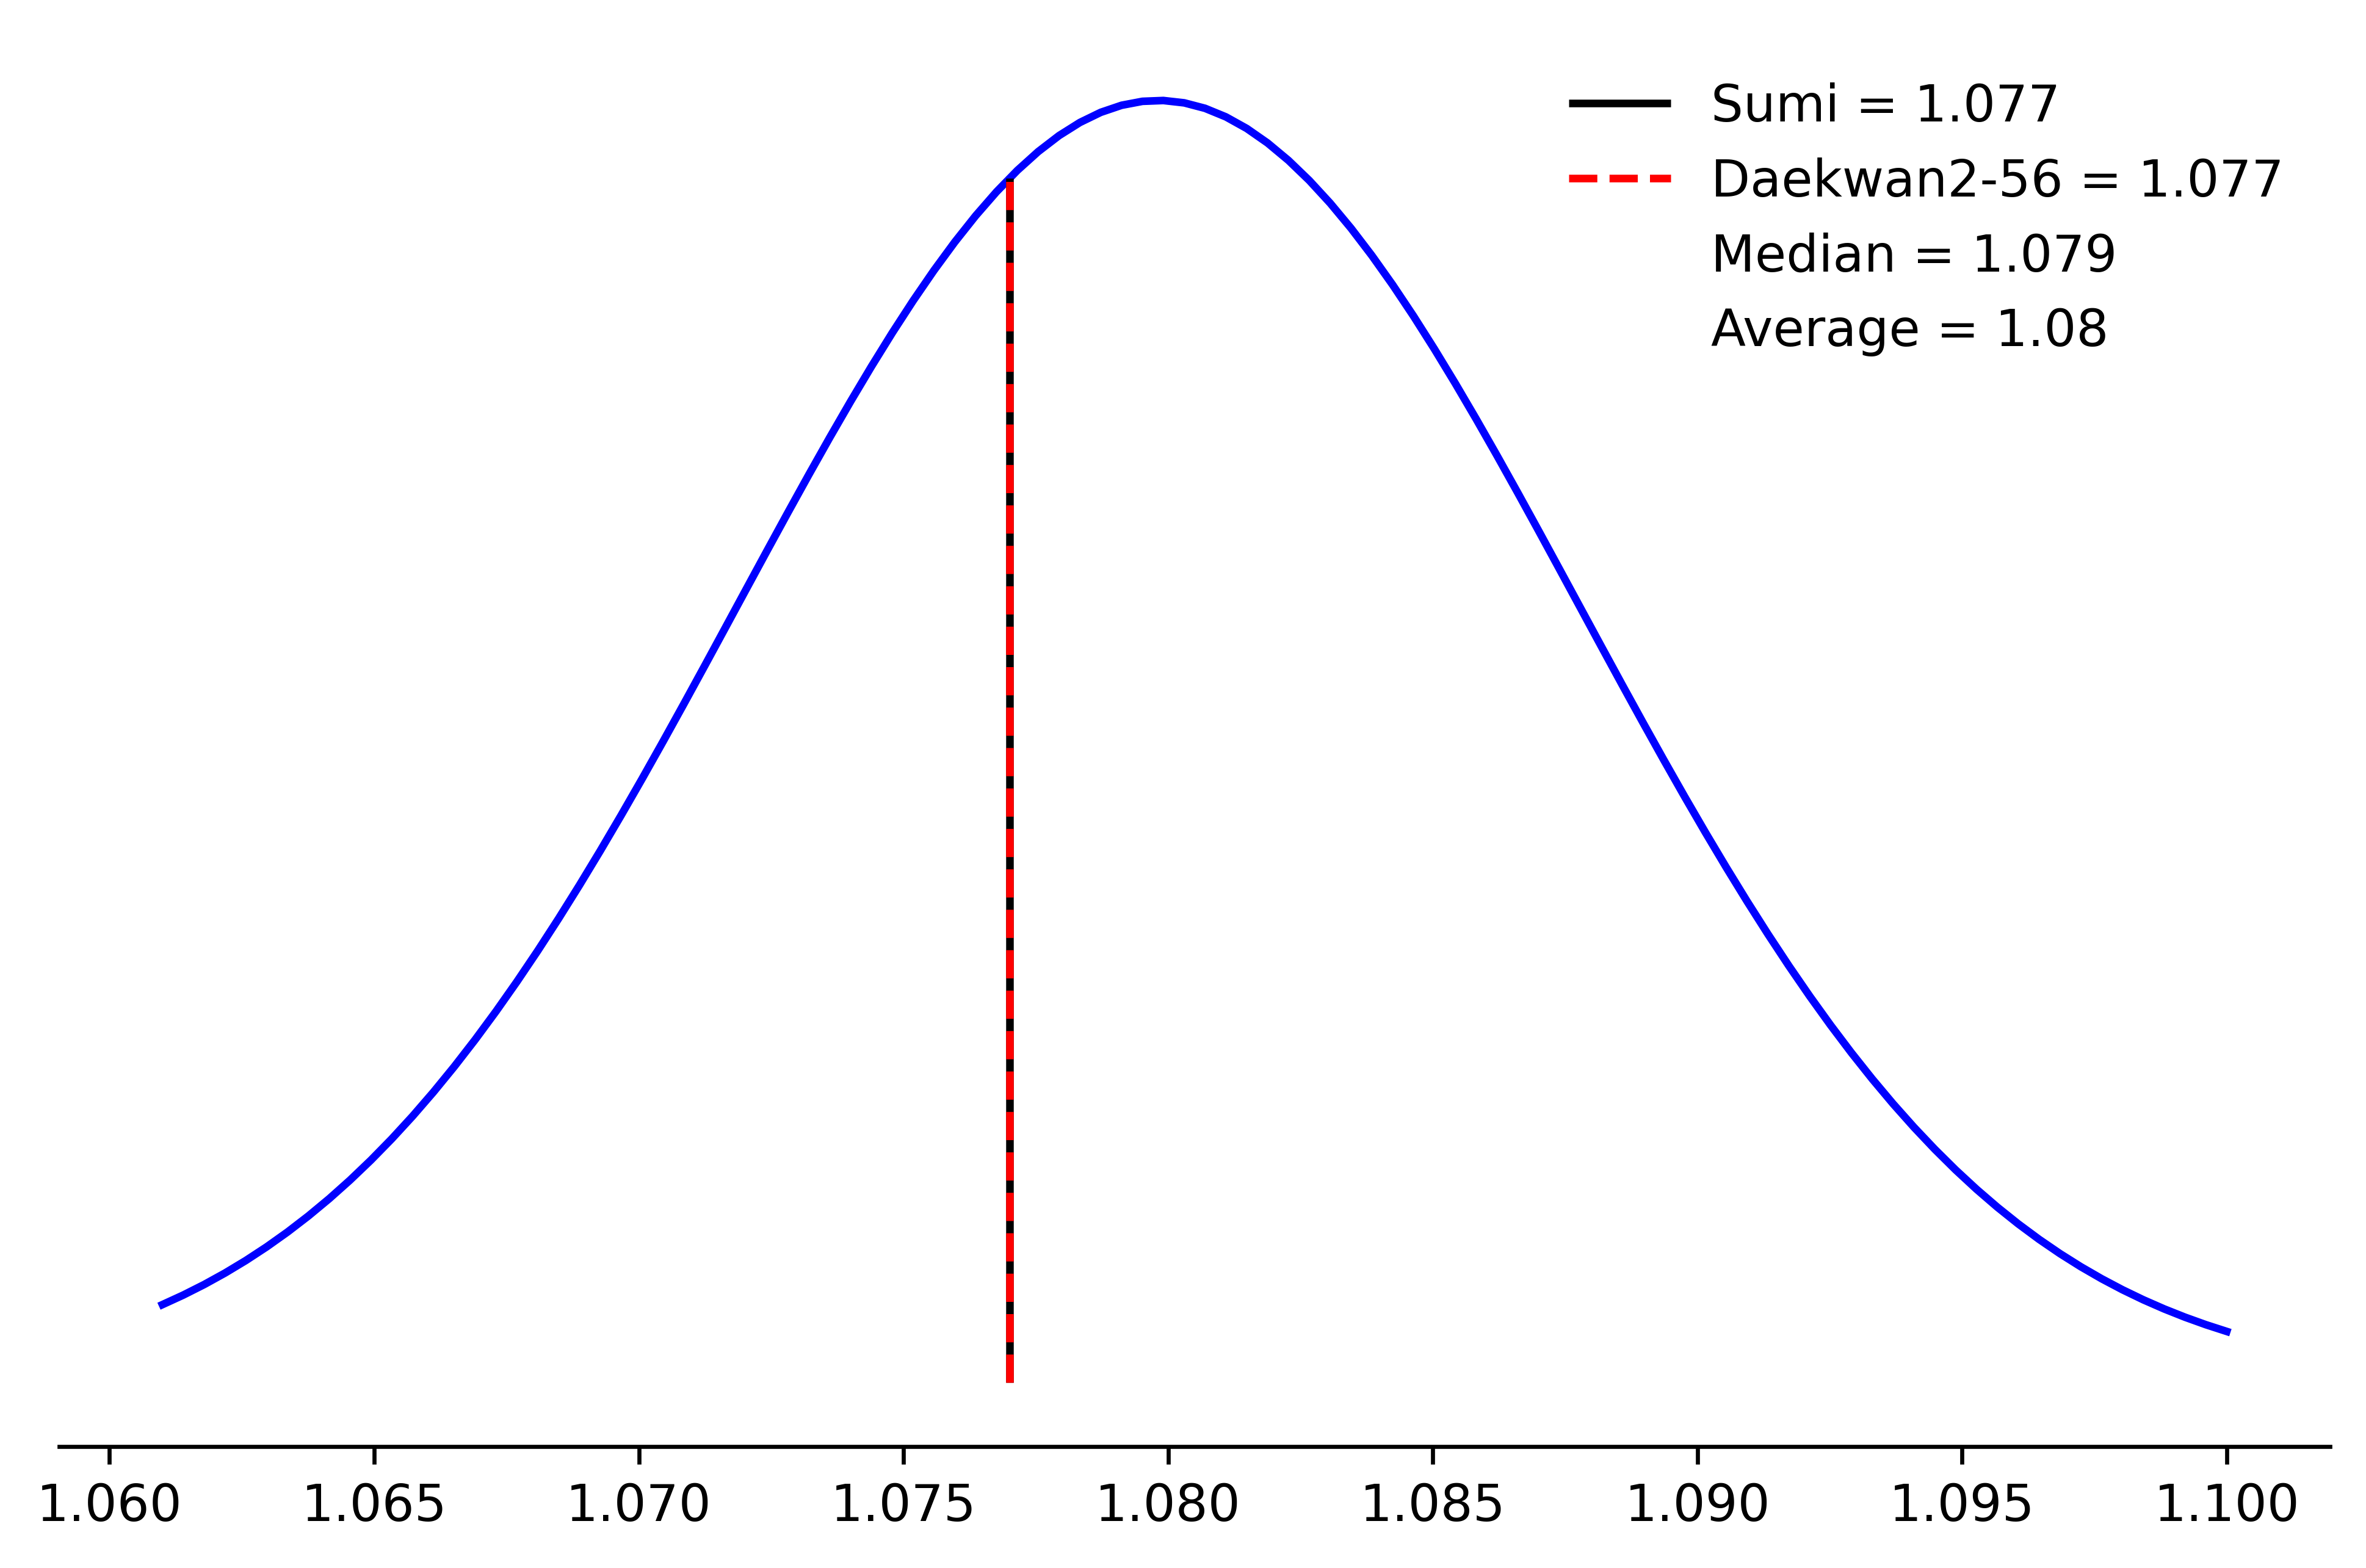 Sumi = 1.077
Daekwan2-56 = 1.077
Median = 1.079
Average = 1.08
1.060 1.065 1.070 1.075 1.080 1.085 1.090 1.095 1.100